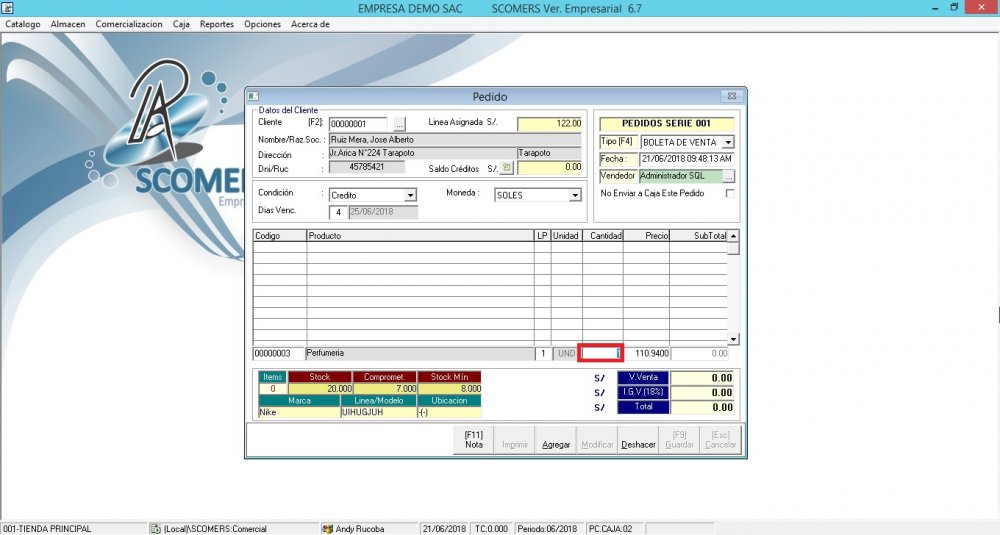 EMPRESA DEMO SAC SCOMERS Ver. Empresarial 6.7
Catalogo Almacen Comercializacion Caja Reportes Opciones Acerca de
SCOMER
Empr
Pedido
Datos del Cliente
Cliente [F2]: 00000001 ... Linea Asignada S/. 122.00
Nombre/Raz.Soc. : Ruiz Mera, Jose Alberto
Dirección : Jr.Arica N°224 Tarapoto Tarapoto
Dni/Ruc : 45785421 Saldo Créditos S/. 0.00
PEDIDOS SERIE 001
Tipo [F4] BOLETA DE VENTA
Fecha : 21/06/2018 09:48:13 AM
Vendedor Administrador SQL ...
No Enviar a Caja Este Pedido
Condición : Credito Moneda : SOLES
Dias Venc. 4 25/06/2018
Codigo Producto LP Unidad Cantidad Precio SubTotal
00000003 Perfumeria 1 UND 110.9400 0.00
Items Stock Compromet. Stock Mín
0 20.000 7.000 8.000
Marca Linea/Modelo Ubicacion
Nike UIHUGJUH (-(-)
S/ V.Venta 0.00
S/ I.G.V.(18%) 0.00
S/ Total 0.00
[F11] Nota Imprimir Agregar Modificar Deshacer [F9] Guardar [Esc] Cancelar
001-TIENDA PRINCIPAL (Local)\SCOMERS:Comercial Andy Rucoba 21/06/2018 TC:0.000 Periodo:06/2018 PC.CAJA:02